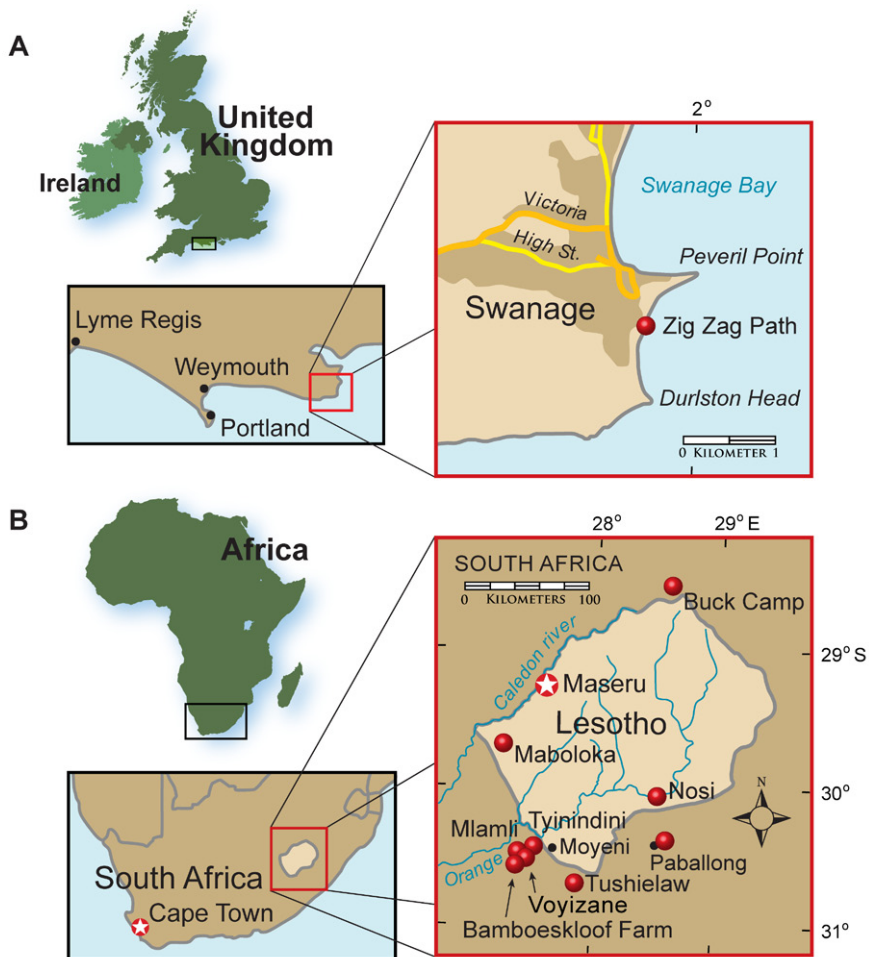 A
United
Kingdom
Ireland
Lyme Regis
Weymouth
Portland
2°
Swanage Bay
Victoria
High St.
Peveril Point
Swanage
Zig Zag Path
Durlston Head
0 KILOMETER 1
B
Africa
South Africa
Cape Town
28°
29° E
SOUTH AFRICA
0 KILOMETERS 100
Buck Camp
Caledon river
29° S
Maseru
Lesotho
Maboloka
Nosi
30°
N
Tyinindini
Mlamli
Moyeni
Orange
Paballong
Tushielaw
Voyizane
Bamboeskloof Farm
31°